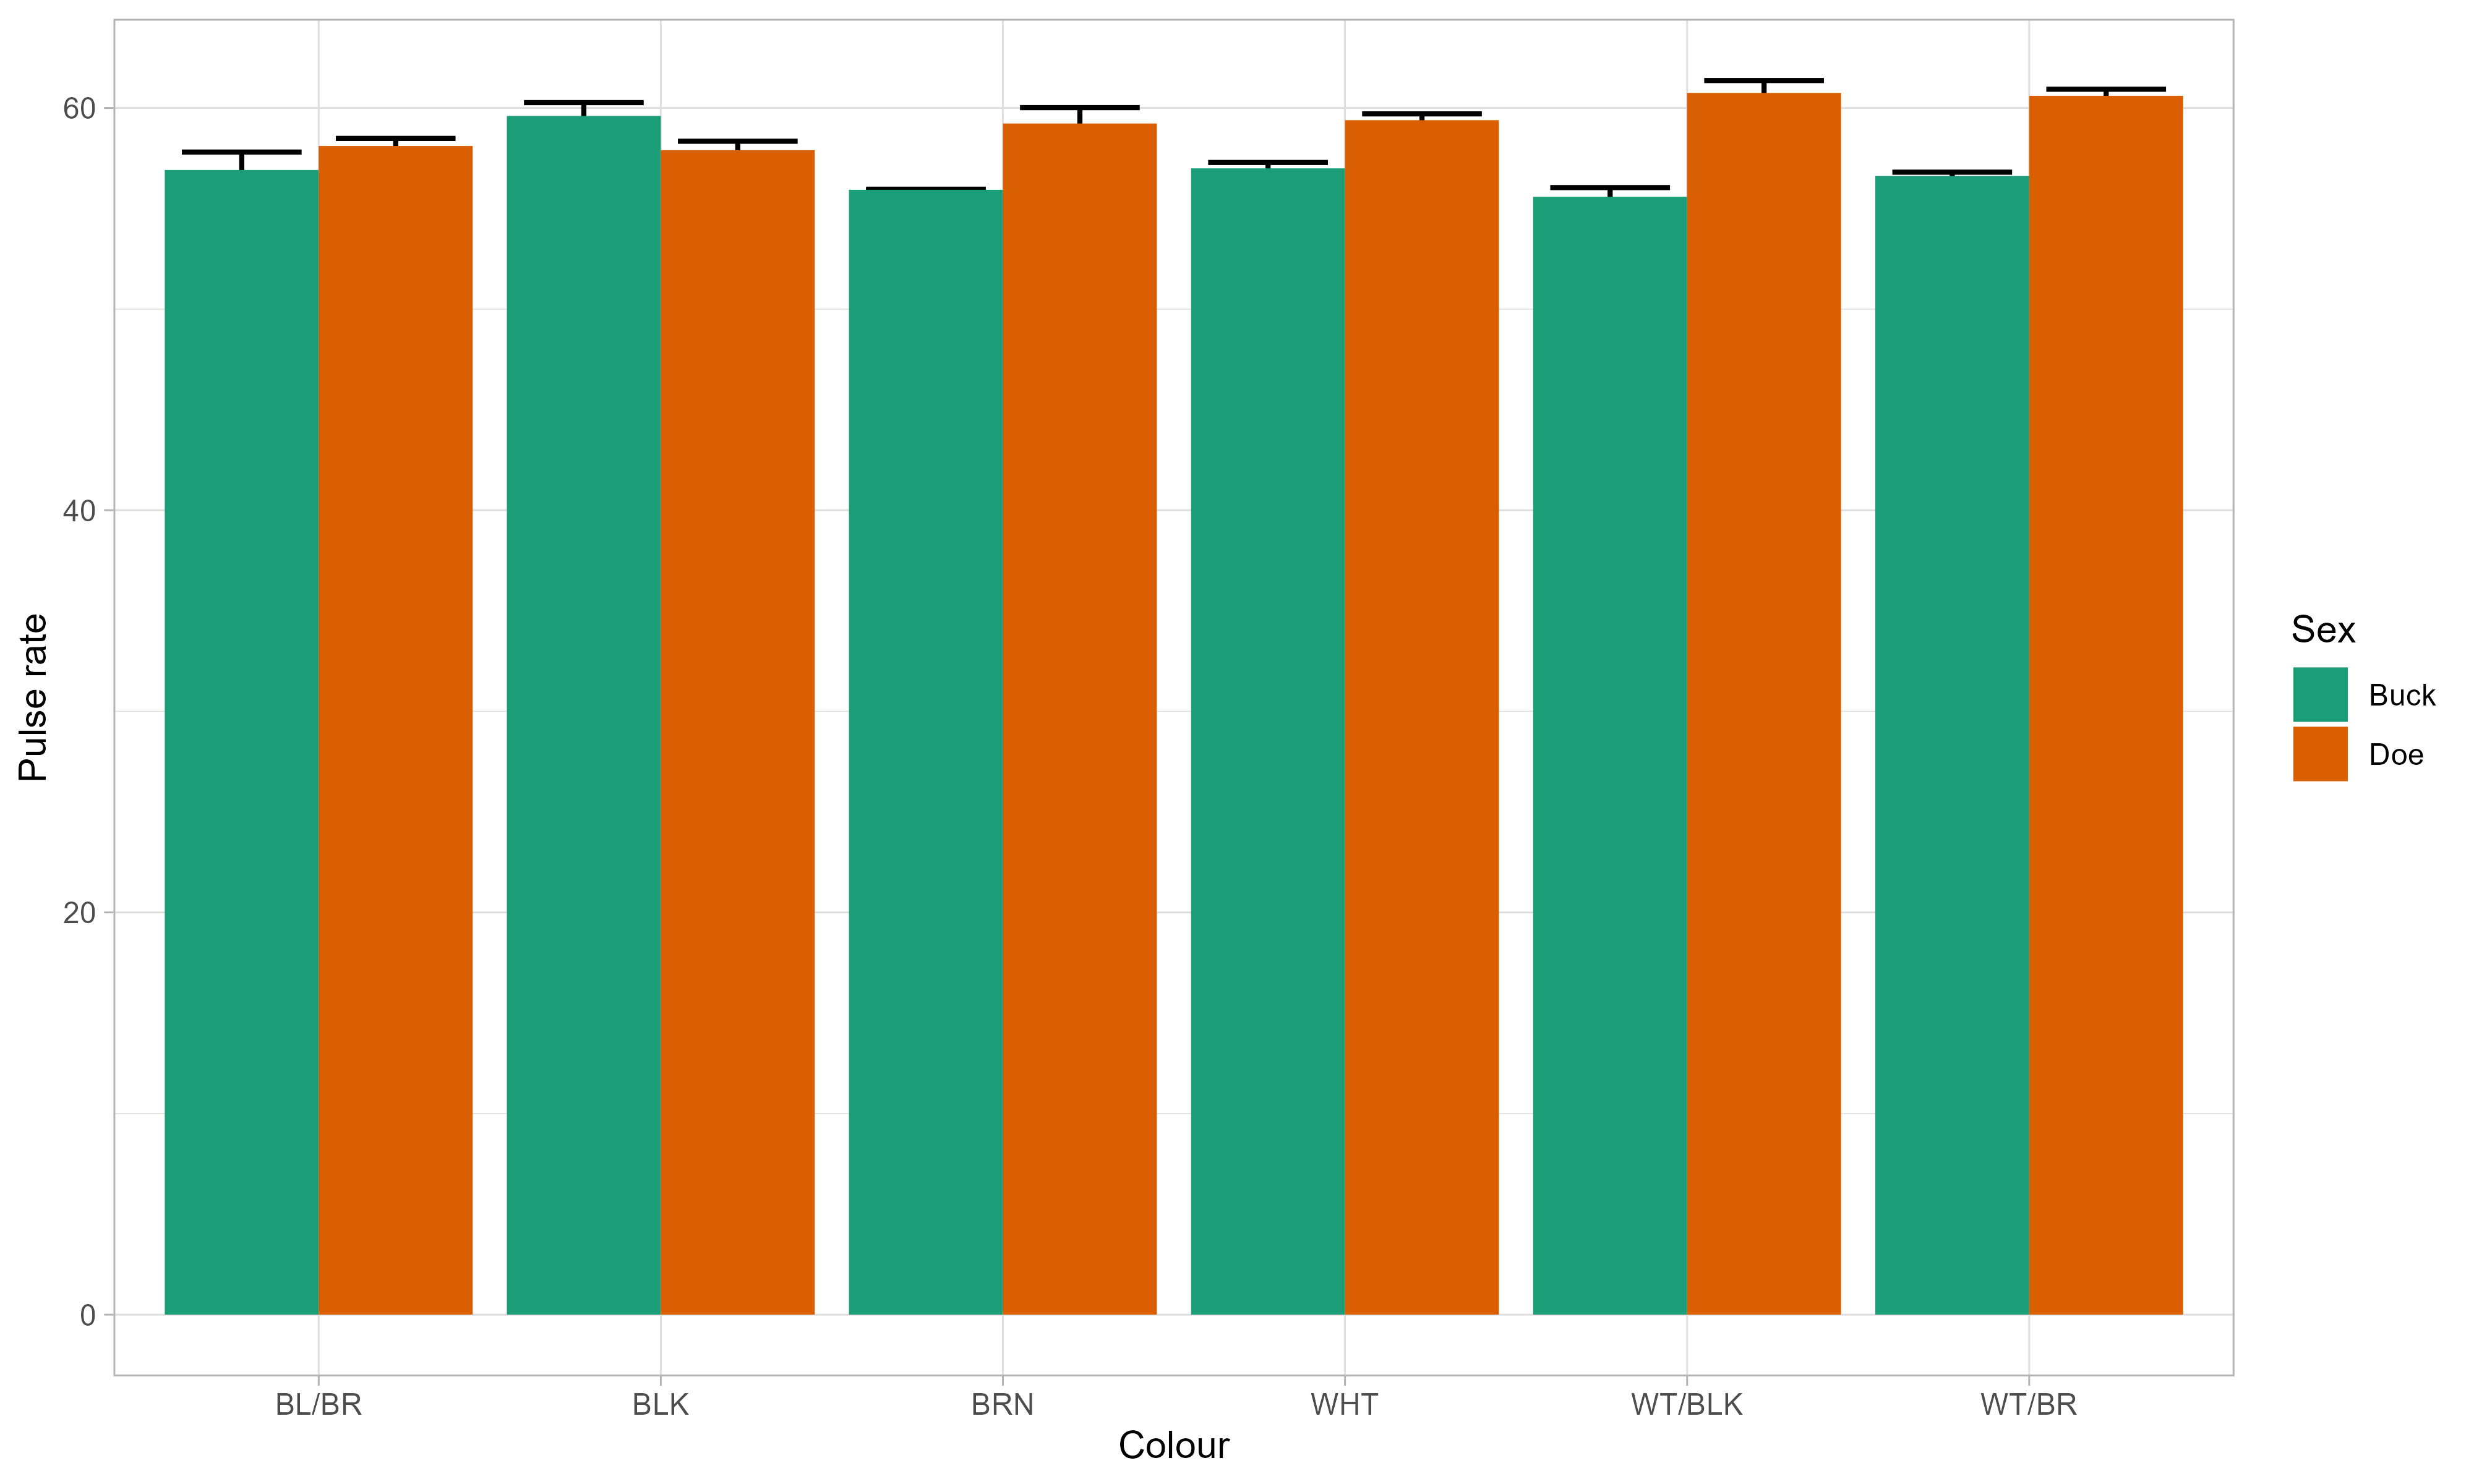 60
40
20
0
Pulse rate
BL/BR BLK BRN WHT WT/BLK WT/BR
Colour
Sex
Buck
Doe